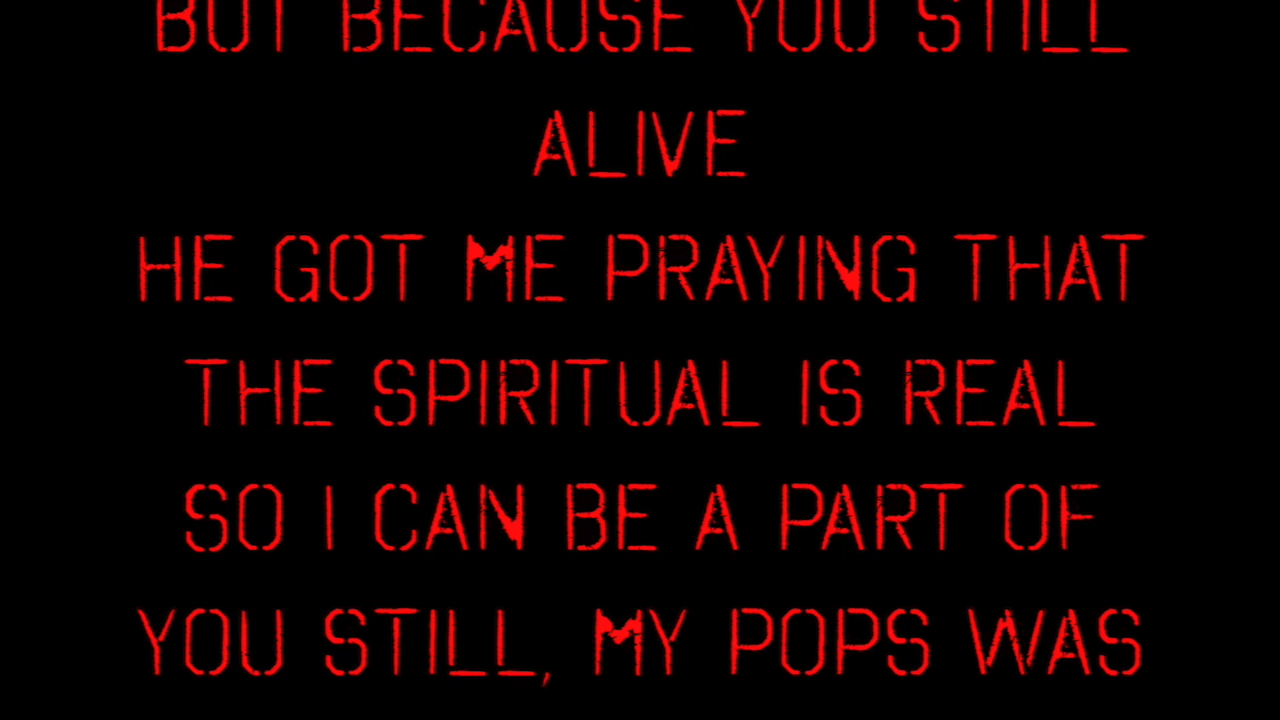 BUT BECAUSE YOU STILL
ALIVE
HE GOT ME PRAYING THAT
THE SPIRITUAL IS REAL
SO I CAN BE A PART OF
YOU STILL, MY POPS WAS